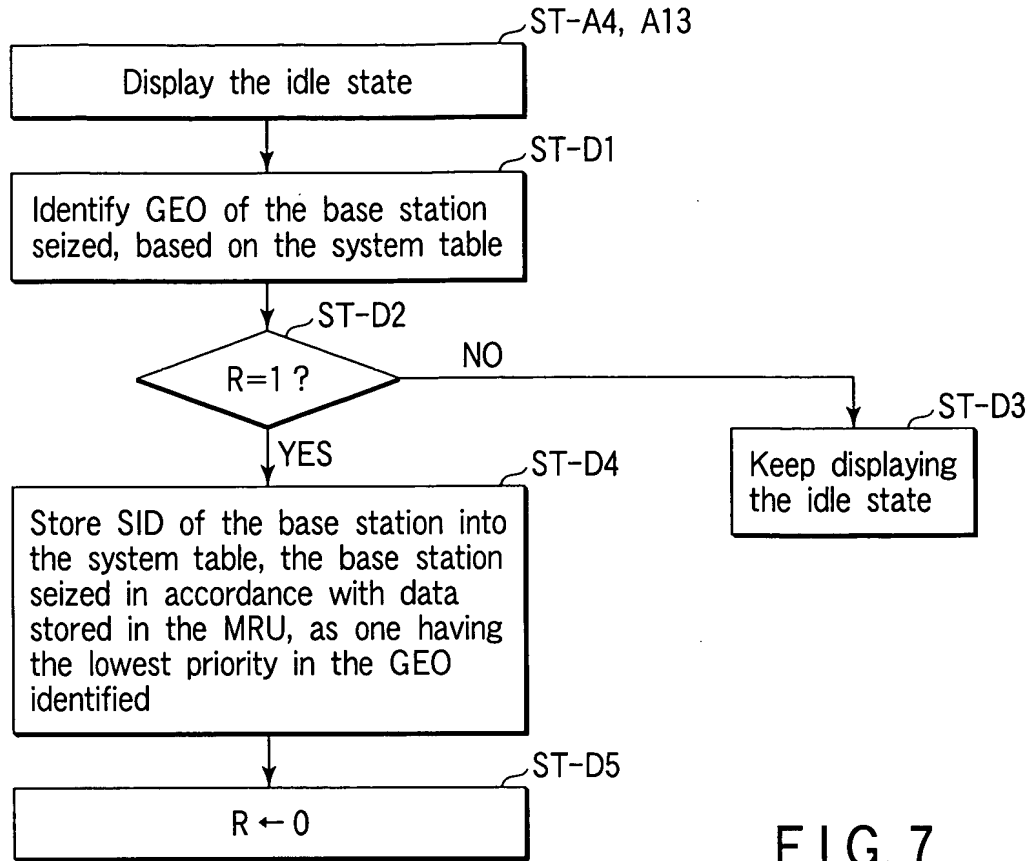 ST-A4, A13
Display the idle state
ST-D1
Identify GEO of the base station
seized, based on the system table
ST-D2
R=1 ?
NO
YES
ST-D3
Keep displaying
the idle state
ST-D4
Store SID of the base station into
the system table, the base station
seized in accordance with data
stored in the MRU, as one having
the lowest priority in the GEO
identified
ST-D5
R ← 0
FIG. 7